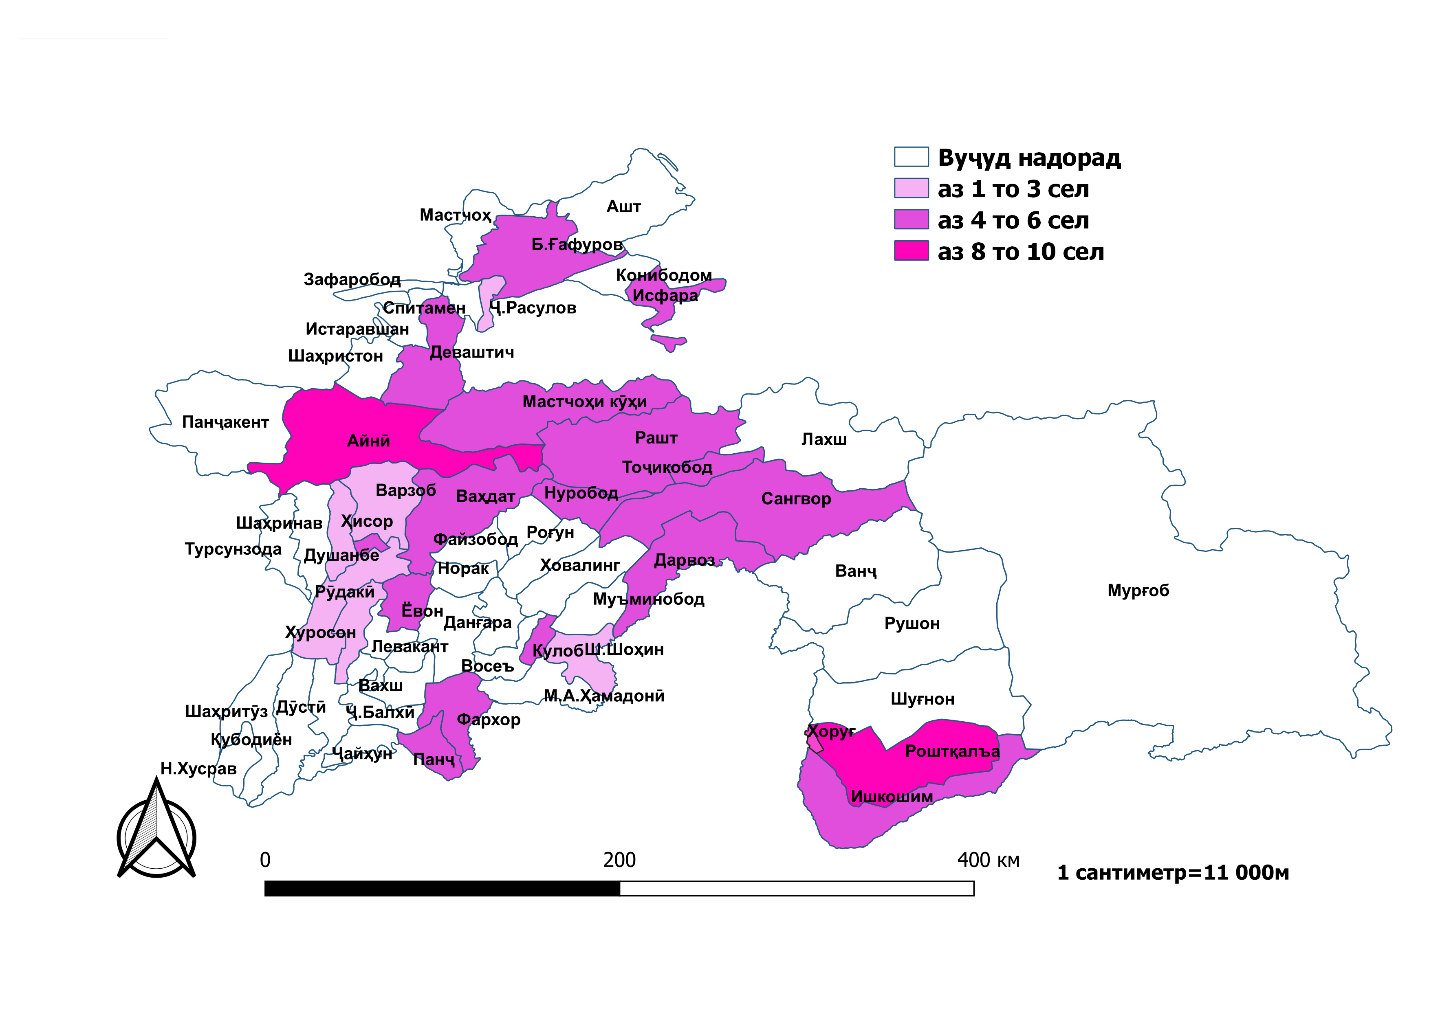 Вуҷуд надорад
аз 1 то 3 сел
аз 4 то 6 сел
аз 8 то 10 сел
Ашт
Мастчоҳ
Б.Ғафуров
Конибодом
Зафаробод
Исфара
Спитамен
Ҷ.Расулов
Истаравшан
Шаҳристон
Деваштич
Мастчоҳи кӯҳи
Панҷакент
Айнӣ
Рашт
Лахш
Тоҷикобод
Варзоб
Ваҳдат
Нуробод
Сангвор
Шаҳринав
Ҳисор
Роғун
Файзобод
Турсунзода
Душанбе
Норак
Ховалинг
Дарвоз
Ванҷ
Мурғоб
Рӯдакӣ
Ёвон
Муъминобод
Данғара
Рушон
Хуросон
Левакант
Кулоб
Ш.Шоҳин
Восеъ
Вахш
М.А.Ҳамадонӣ
Шуғнон
Шаҳритӯз
Дӯстӣ
Ҷ.Балхӣ
Фархор
Хоруғ
Қубодиён
Ҷайҳун
Панҷ
Роштқалъа
Н.Хусрав
Ишкошим
0
200
400 км
1 сантиметр=11 000м